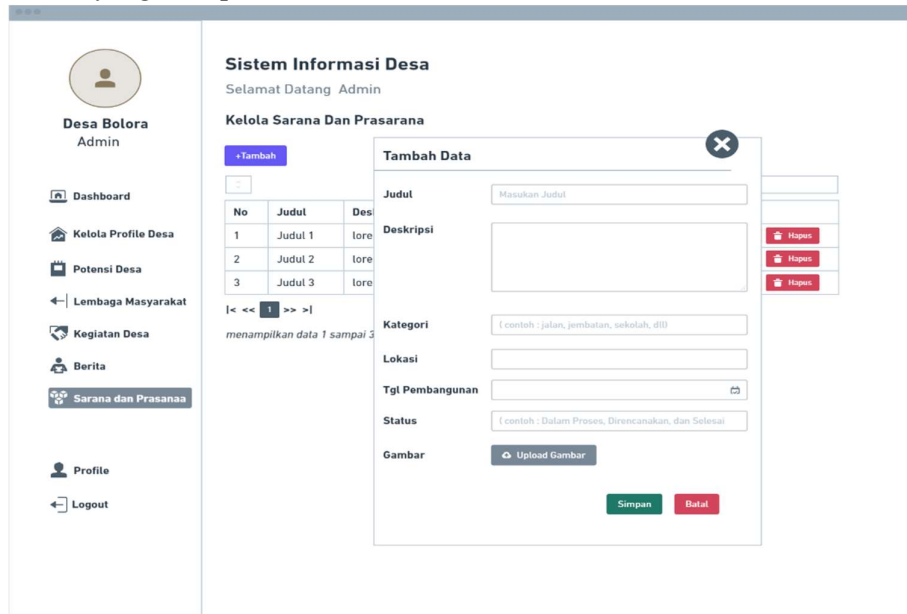 Desa Bolora
Admin
Dashboard
Kelola Profile Desa
Potensi Desa
Lembaga Masyarakat
Kegiatan Desa
Berita
Sarana dan Prasanaa
Profile
Logout
Sistem Informasi Desa
Selamat Datang Admin
Kelola Sarana Dan Prasarana
+Tambah
No Judul
1 Judul 1 lore Hapus
2 Judul 2 lore Hapus
3 Judul 3 lore Hapus
|< << 1 >> >|
menampilkan data 1 sampai 3
Tambah Data
Judul Masukan Judul
Deskripsi
Kategori ( contoh : jalan, jembatan, sekolah, dll)
Lokasi
Tgl Pembangunan
Status ( contoh : Dalam Proses, Direncanakan, dan Selesai
Gambar Upload Gambar
Simpan Batal